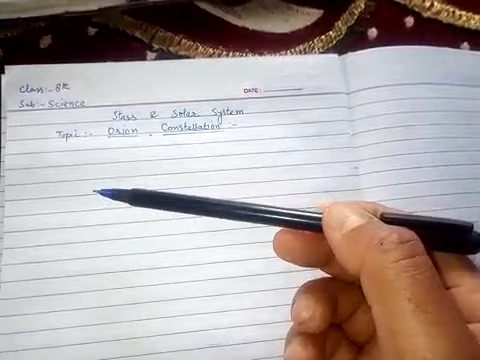 Class:- 8th
Sub:- Science
DATE:
Stars & Solar System
Topic:- Orion Constellation :-